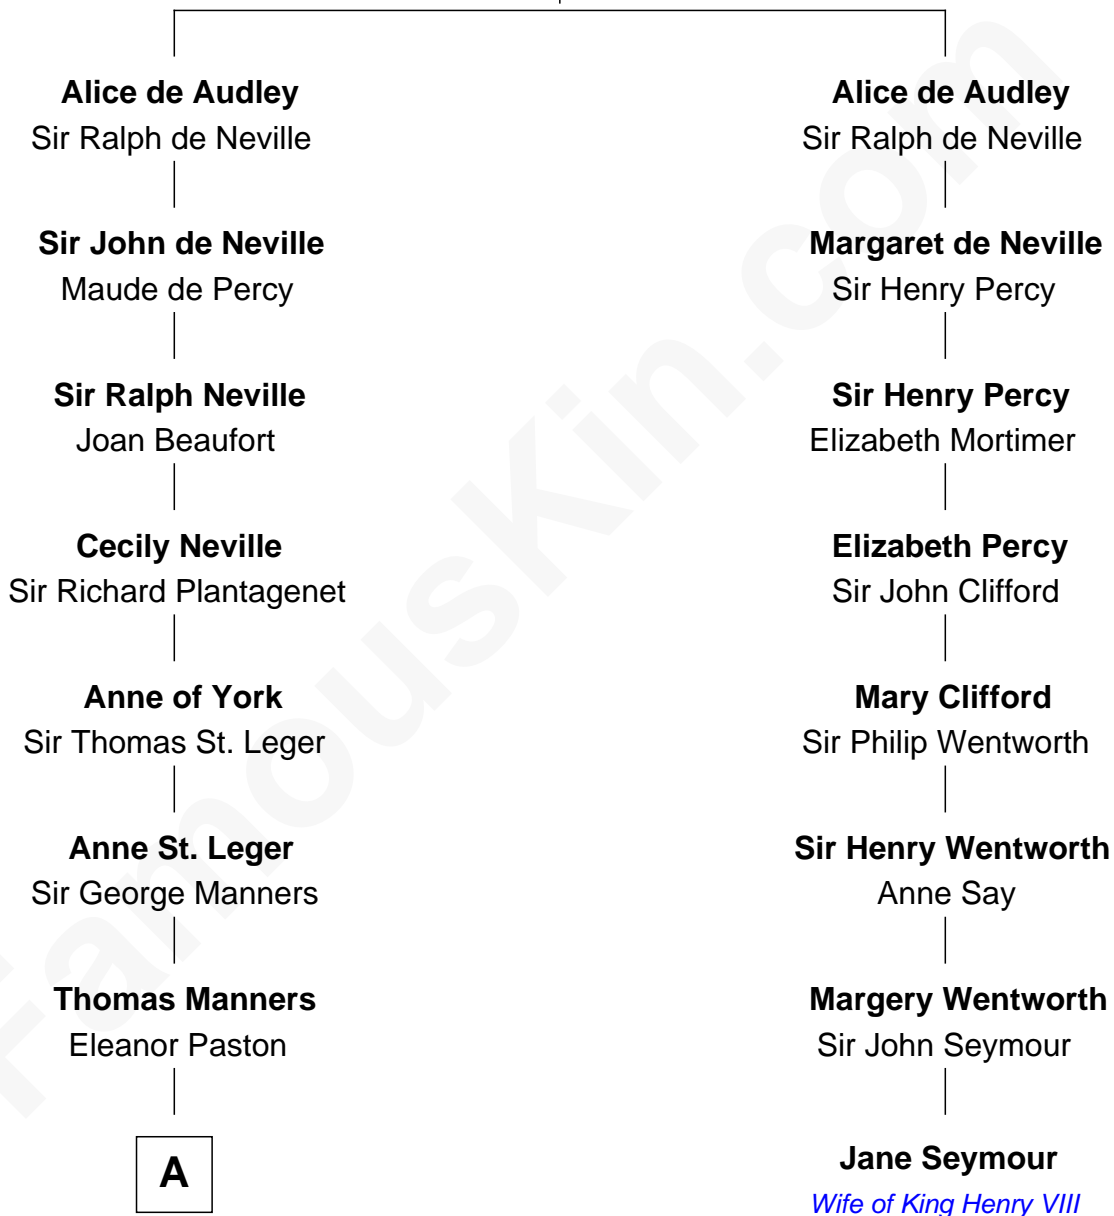 Alice de Audley
Sir Ralph de Neville
Sir John de Neville
Maude de Percy
Sir Ralph Neville
Joan Beaufort
Cecily Neville
Sir Richard Plantagenet
Anne of York
Sir Thomas St. Leger
Anne St. Leger
Sir George Manners
Thomas Manners
Eleanor Paston
A
Alice de Audley
Sir Ralph de Neville
Margaret de Neville
Sir Henry Percy
Sir Henry Percy
Elizabeth Mortimer
Elizabeth Percy
Sir John Clifford
Mary Clifford
Sir Philip Wentworth
Sir Henry Wentworth
Anne Say
Margery Wentworth
Sir John Seymour
Jane Seymour
Wife of King Henry VIII
FamousKin.com